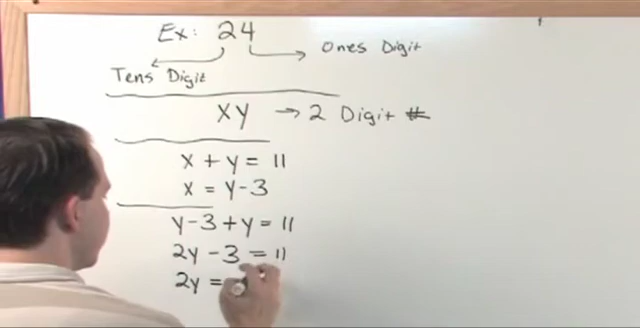 Ex: 24
Ones Digit
Tens Digit
XY → 2 Digit #
x + y = 11
x = y - 3
y - 3 + y = 11
2y - 3 = 11
2y =